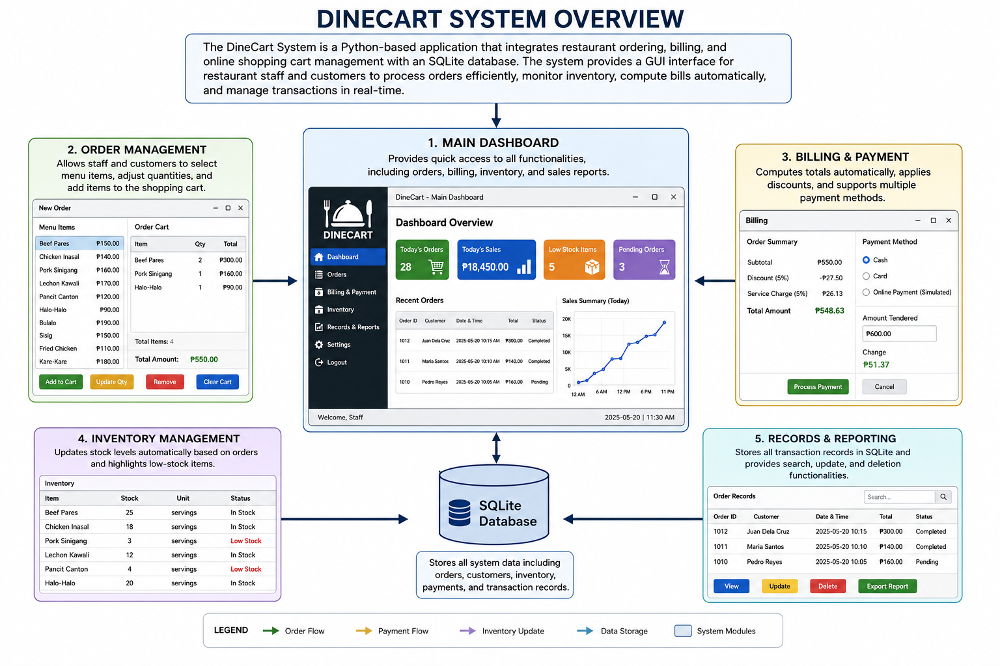 DINECART SYSTEM OVERVIEW
The DineCart System is a Python-based application that integrates restaurant ordering, billing, and
online shopping cart management with an SQLite database. The system provides a GUI interface for
restaurant staff and customers to process orders efficiently, monitor inventory, compute bills automatically,
and manage transactions in real-time.
2. ORDER MANAGEMENT
Allows staff and customers to select
menu items, adjust quantities, and
add items to the shopping cart.
New Order
Menu Items
Beef Pares ₱150.00
Chicken Inasal ₱140.00
Pork Sinigang ₱160.00
Lechon Kawali ₱170.00
Pancit Canton ₱120.00
Halo-Halo ₱90.00
Bulalo ₱190.00
Sisig ₱150.00
Fried Chicken ₱110.00
Kare-Kare ₱180.00
Order Cart
Item Qty Total
Beef Pares 2 ₱300.00
Pork Sinigang 1 ₱160.00
Halo-Halo 1 ₱90.00
Total Items: 4
Total Amount: ₱550.00
Add to Cart Update Qty Remove Clear Cart
1. MAIN DASHBOARD
Provides quick access to all functionalities,
including orders, billing, inventory, and sales reports.
DINECART
Dashboard
Orders
Billing & Payment
Inventory
Records & Reports
Settings
Logout
DineCart - Main Dashboard
Dashboard Overview
Today's Orders
28
Today's Sales
₱18,450.00
Low Stock Items
5
Pending Orders
3
Recent Orders
Order ID Customer Date & Time Total Status
1012 Juan Dela Cruz 2025-05-20 10:15 AM ₱300.00 Completed
1011 Maria Santos 2025-05-20 10:10 AM ₱140.00 Completed
1010 Pedro Reyes 2025-05-20 10:05 AM ₱160.00 Pending
Sales Summary (Today)
20K
15K
10K
5K
0
12 AM 6 AM 12 PM 6 PM 11 PM
Welcome, Staff 2025-05-20 | 11:30 AM
3. BILLING & PAYMENT
Computes totals automatically, applies
discounts, and supports multiple
payment methods.
Billing
Order Summary
Subtotal ₱550.00
Discount (5%) -₱27.50
Service Charge (5%) ₱26.13
Total Amount ₱548.63
Payment Method
Cash
Card
Online Payment (Simulated)
Amount Tendered
₱600.00
Change
₱51.37
Process Payment Cancel
4. INVENTORY MANAGEMENT
Updates stock levels automatically based on orders
and highlights low-stock items.
Inventory
Item Stock Unit Status
Beef Pares 25 servings In Stock
Chicken Inasal 18 servings In Stock
Pork Sinigang 3 servings Low Stock
Lechon Kawali 12 servings In Stock
Pancit Canton 4 servings Low Stock
Halo-Halo 20 servings In Stock
SQLite
Database
Stores all system data including
orders, customers, inventory,
payments, and transaction records.
5. RECORDS & REPORTING
Stores all transaction records in SQLite and
provides search, update, and deletion
functionalities.
Order Records Search...
Order ID Customer Date & Time Total Status
1012 Juan Dela Cruz 2025-05-20 10:15 ₱300.00 Completed
1011 Maria Santos 2025-05-20 10:10 ₱140.00 Completed
1010 Pedro Reyes 2025-05-20 10:05 ₱160.00 Pending
View Update Delete Export Report
LEGEND Order Flow Payment Flow Inventory Update Data Storage System Modules